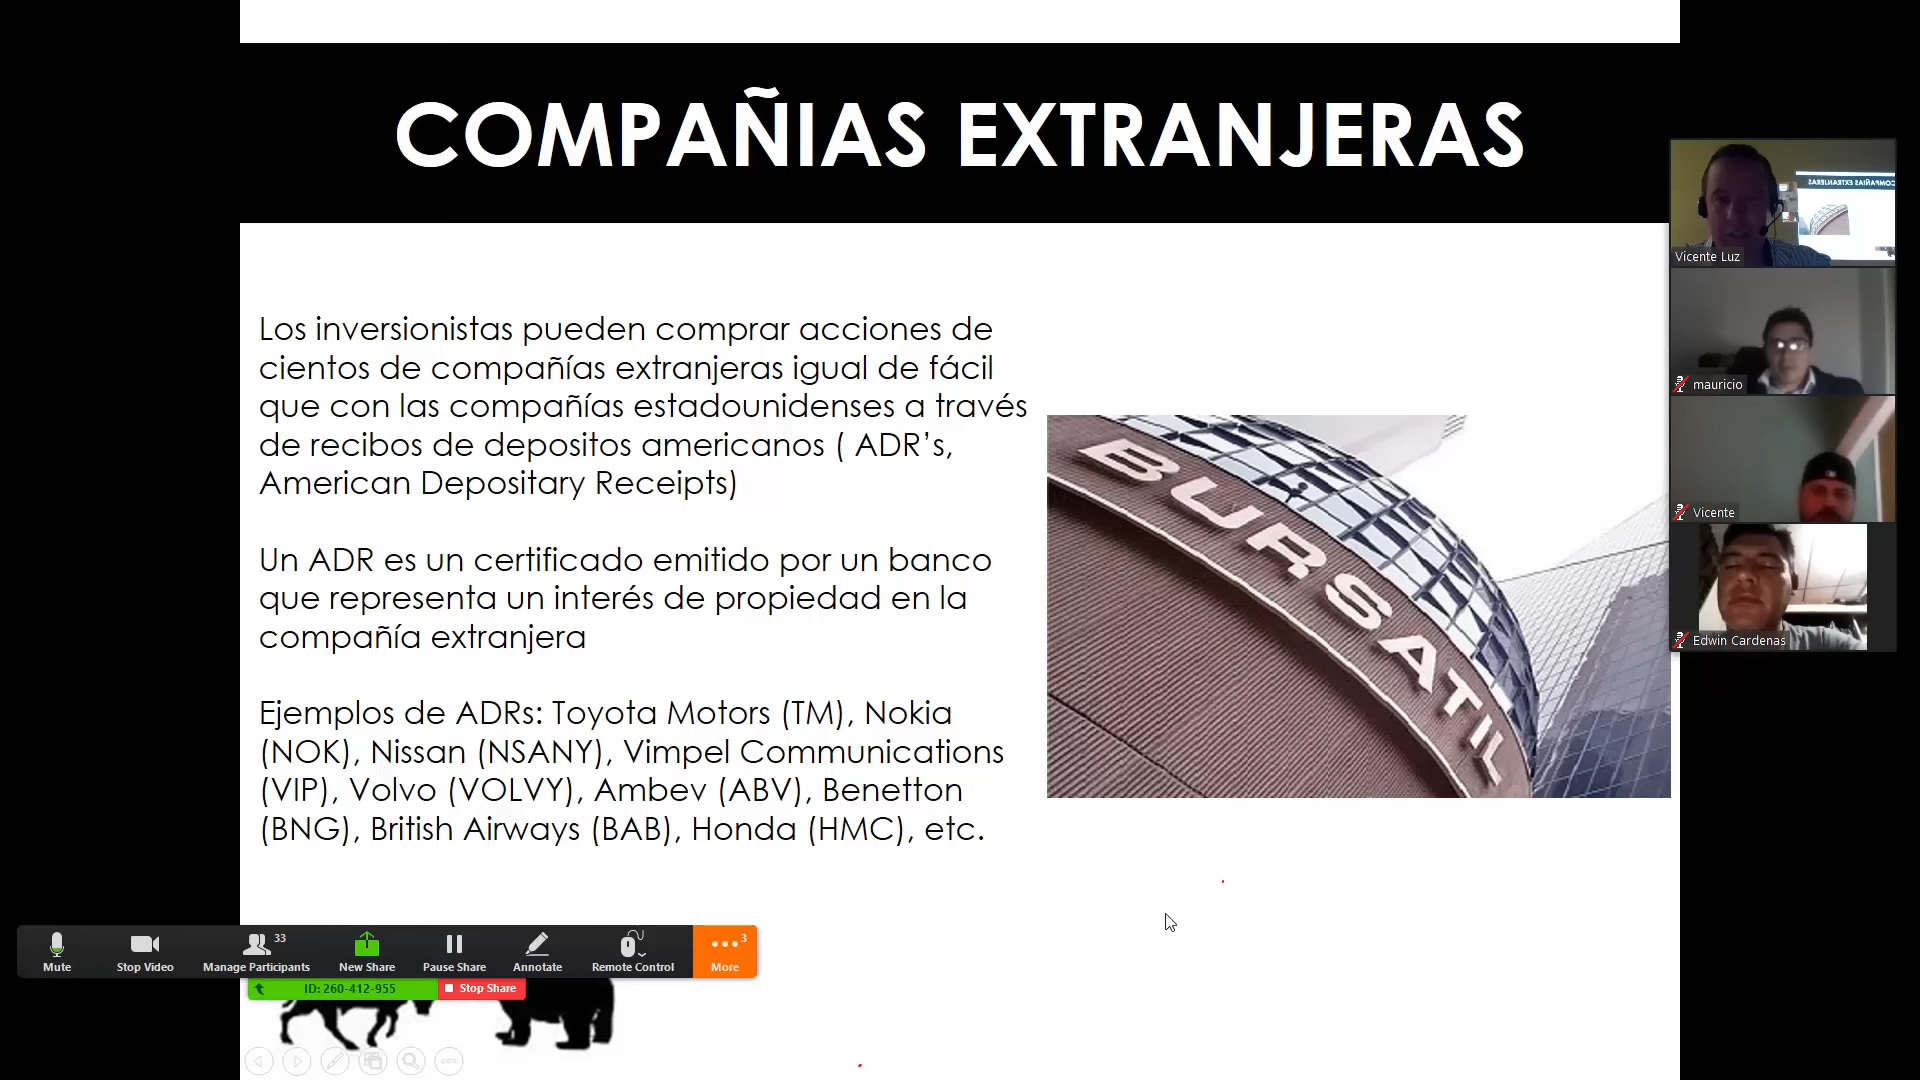 COMPAÑIAS EXTRANJERAS
Los inversionistas pueden comprar acciones de
cientos de compañías extranjeras igual de fácil
que con las compañías estadounidenses a través
de recibos de depositos americanos ( ADR’s,
American Depositary Receipts)
Un ADR es un certificado emitido por un banco
que representa un interés de propiedad en la
compañía extranjera
Ejemplos de ADRs: Toyota Motors (TM), Nokia
(NOK), Nissan (NSANY), Vimpel Communications
(VIP), Volvo (VOLVY), Ambev (ABV), Benetton
(BNG), British Airways (BAB), Honda (HMC), etc.
BURSATIL
Vicente Luz
mauricio
Vicente
Edwin Cardenas
Mute
Stop Video
33
Manage Participants
New Share
Pause Share
Annotate
Remote Control
3
More
ID: 260-412-955
Stop Share